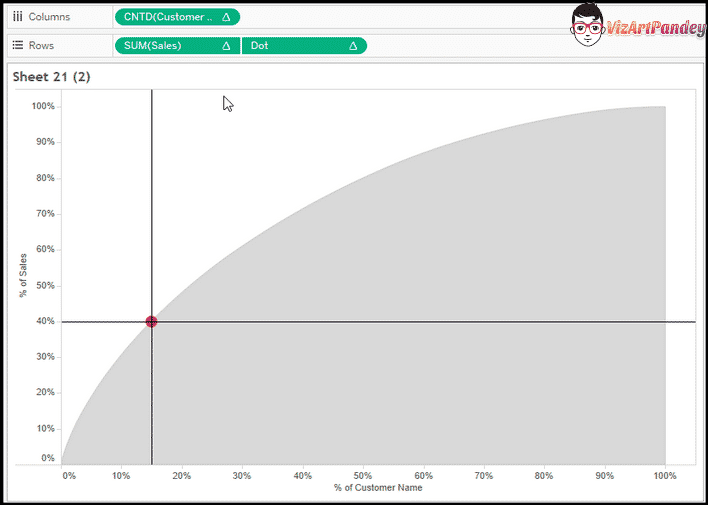 Columns
CNTD(Customer ..
VizArtPandey
Rows
SUM(Sales)
Dot
Sheet 21 (2)
100%
90%
80%
70%
60%
50%
40%
30%
20%
10%
0%
% of Sales
0%
10%
20%
30%
40%
50%
60%
70%
80%
90%
100%
% of Customer Name